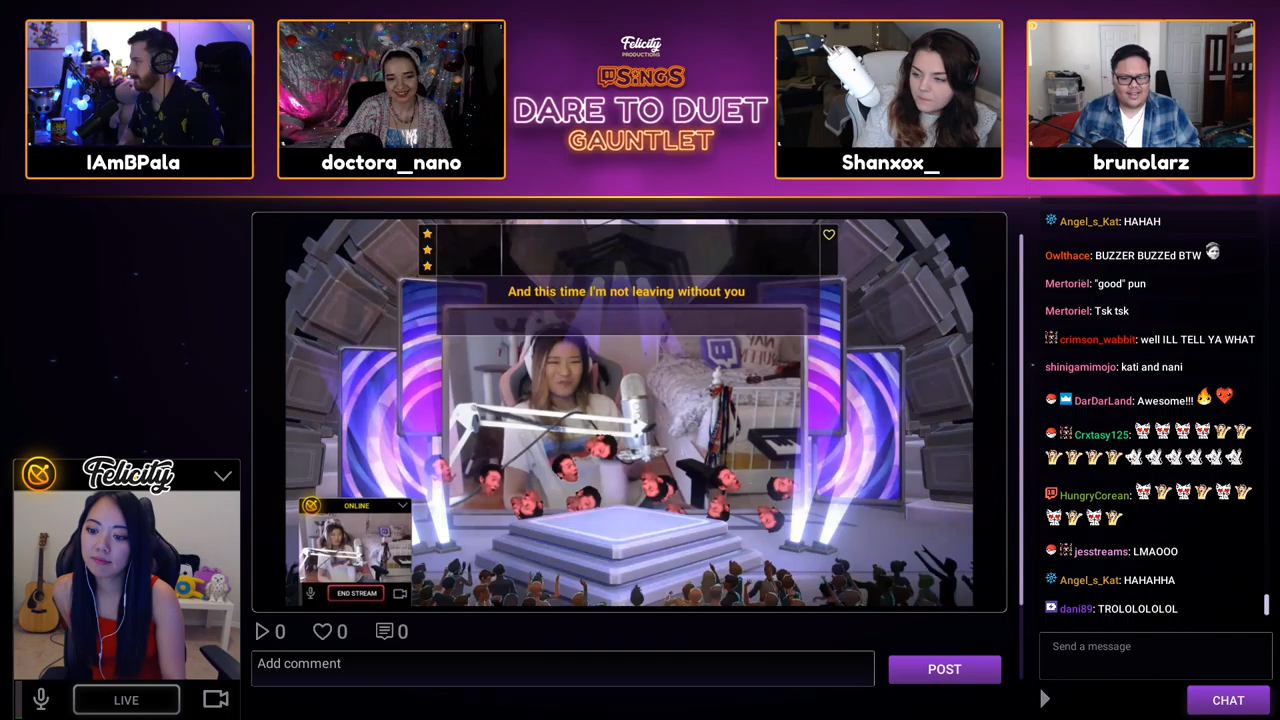 IAmBPala
doctora__nano
Felicity
PRODUCTIONS
SINGS
DARE TO DUET
GAUNTLET
Shanxox_
brunolarz
And this time I'm not leaving without you
ONLINE
END STREAM
Felicity
LIVE
0
0
0
Add comment
POST
Angel_s_Kat: HAHAH
Owlthace: BUZZER BUZZEd BTW
Mertoriel: "good" pun
Mertoriel: Tsk tsk
crimson_wabbit: well ILL TELL YA WHAT
shinigamimojo: kati and nani
DarDarLand: Awesome!!!
Crxtasy125:
HungryCorean:
jesstreams: LMAOOO
Angel_s_Kat: HAHAHHA
dani89: TROLOLOLOLOL
Send a message
CHAT